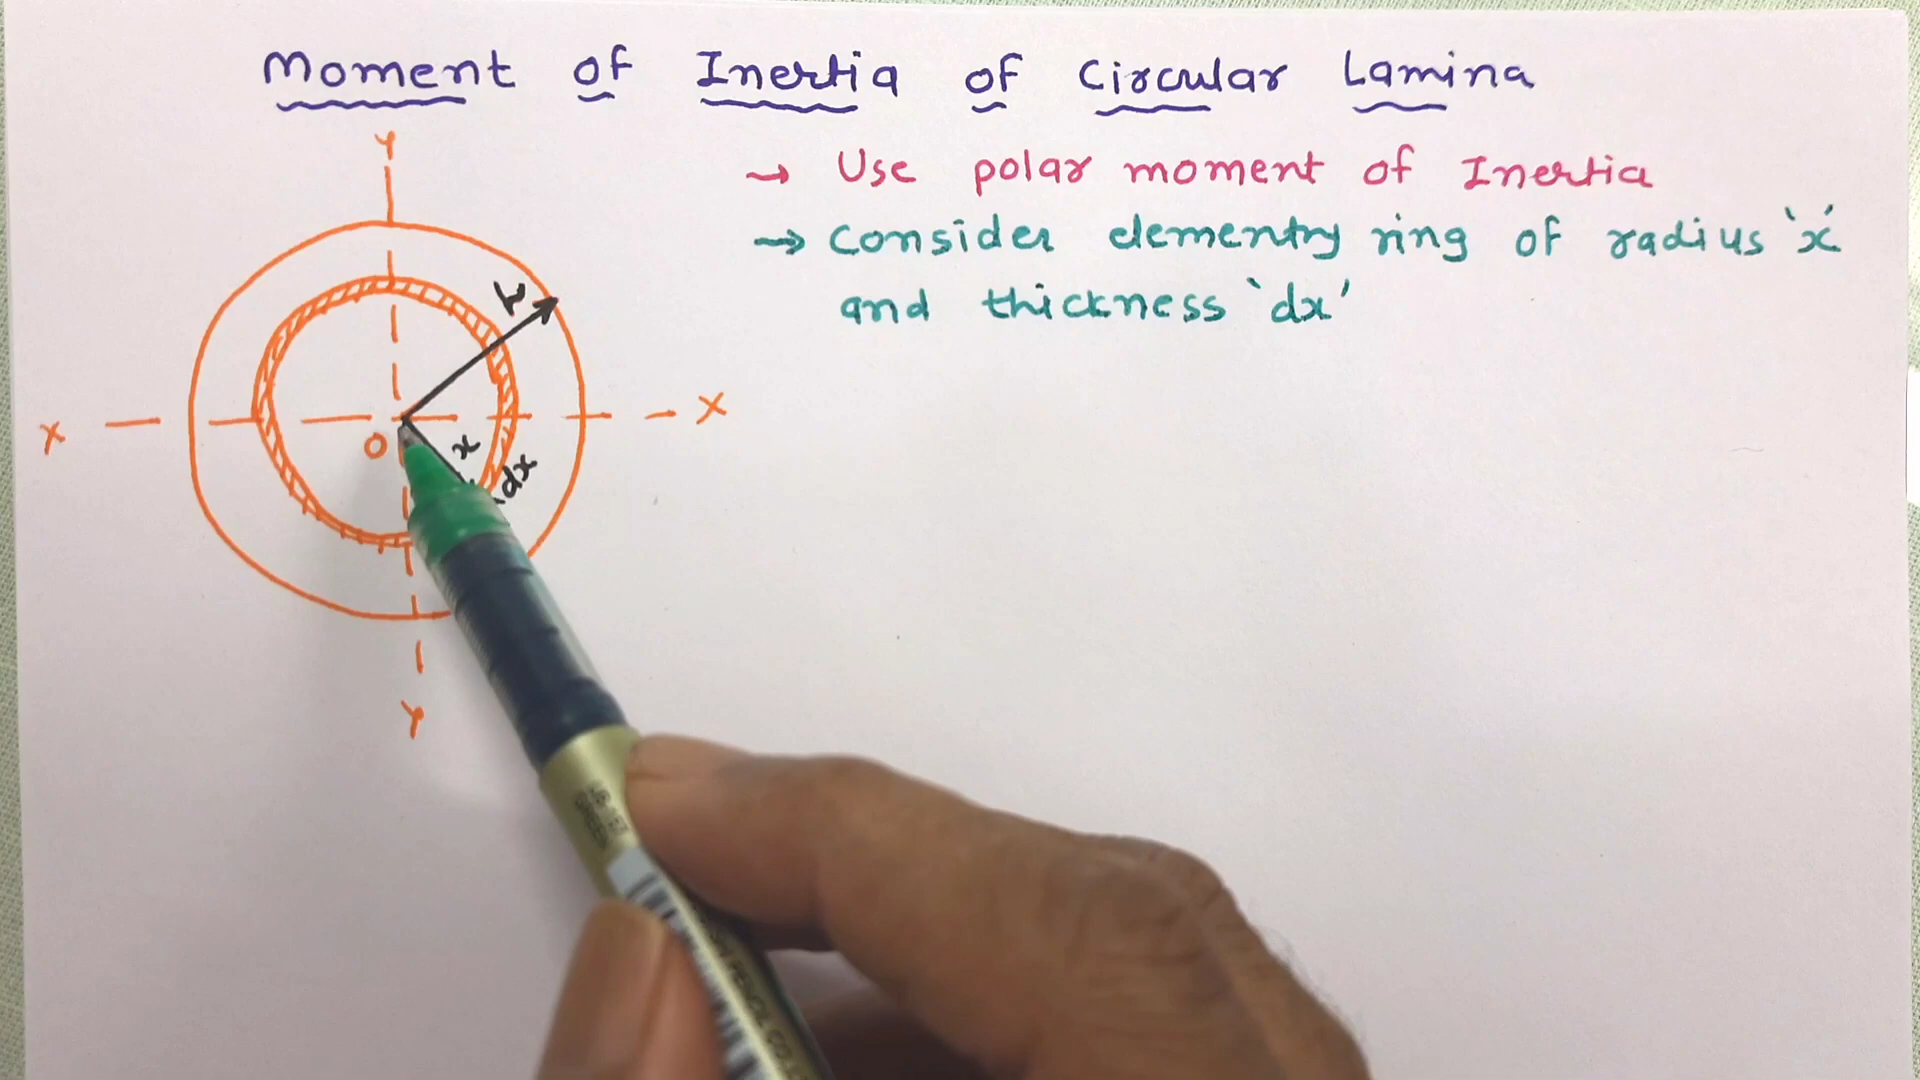 Moment of Inertia of Circular Lamina
→ Use polar moment of Inertia
→ Consider elementry ring of radius 'x'
and thickness 'dx'
Y
r
X
X
O
x
dx
Y